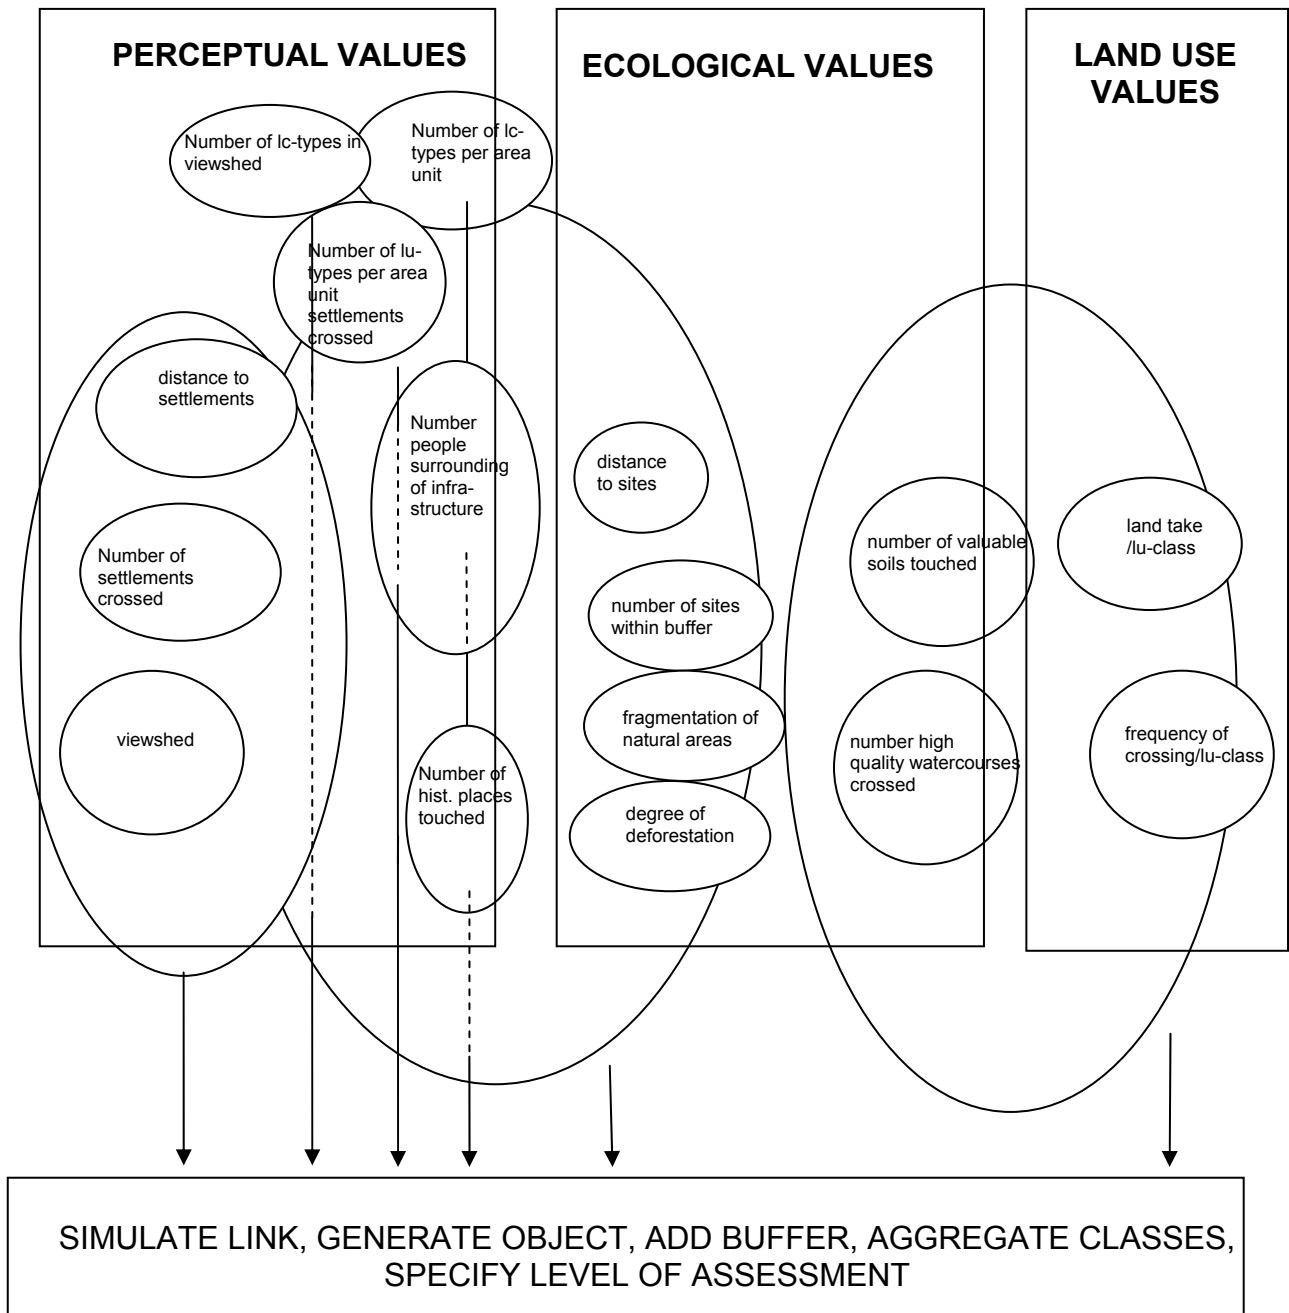 PERCEPTUAL VALUES
ECOLOGICAL VALUES
LAND USE
VALUES
Number of lc-types in
viewshed
Number of lc-
types per area
unit
Number of lu-
types per area
unit
settlements
crossed
distance to
settlements
Number of
settlements
crossed
viewshed
Number
people
surrounding
of infra-
structure
Number of
hist. places
touched
distance
to sites
number of sites
within buffer
fragmentation of
natural areas
degree of
deforestation
number of valuable
soils touched
number high
quality watercourses
crossed
land take
/lu-class
frequency of
crossing/lu-class
SIMULATE LINK, GENERATE OBJECT, ADD BUFFER, AGGREGATE CLASSES,
SPECIFY LEVEL OF ASSESSMENT